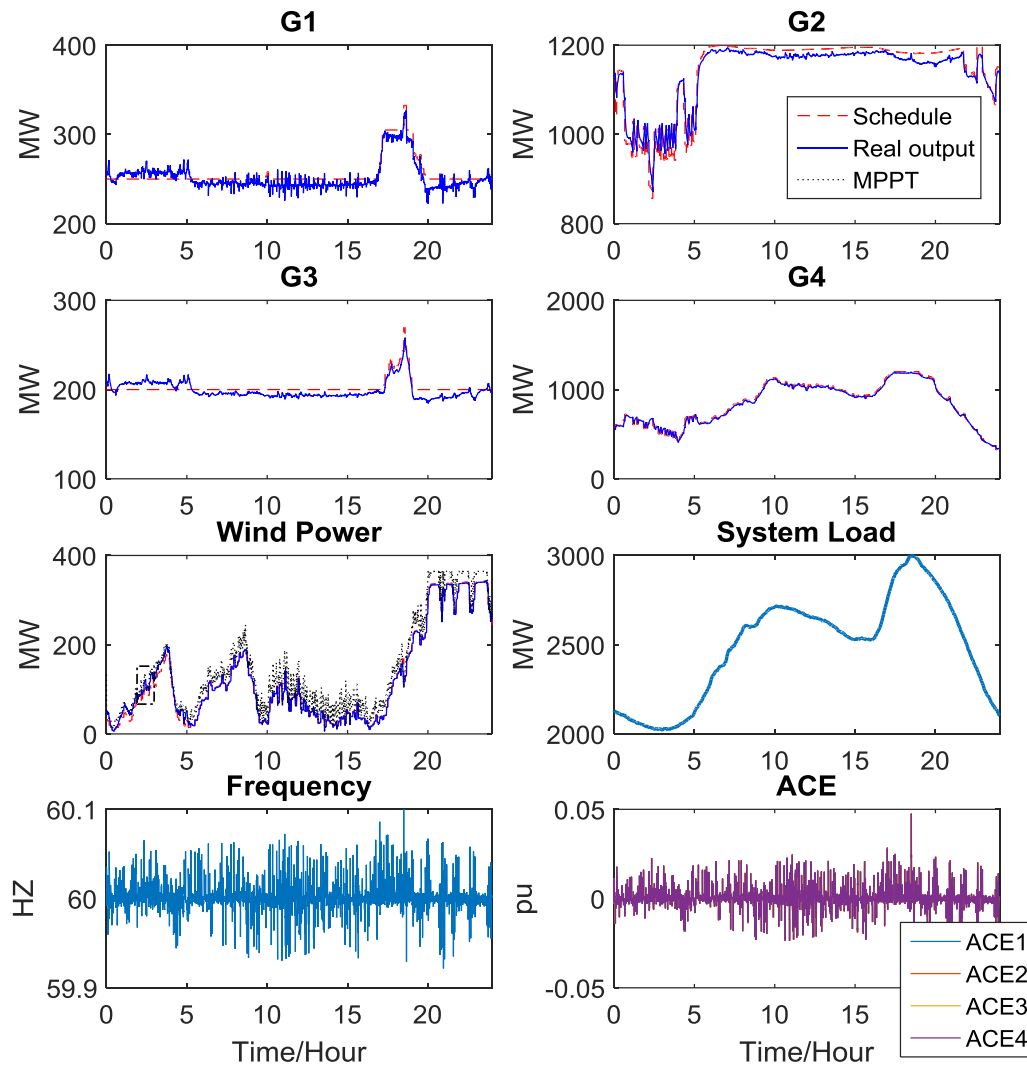 G1
400
300
200
MW
0 5 10 15 20
G2
1200
1000
800
MW
0 5 10 15 20
Schedule
Real output
MPPT
G3
300
200
100
MW
0 5 10 15 20
G4
2000
1000
0
MW
0 5 10 15 20
Wind Power
400
200
0
MW
0 5 10 15 20
System Load
3000
2500
2000
MW
0 5 10 15 20
Frequency
60.1
60
59.9
HZ
0 5 10 15 20
Time/Hour
ACE
0.05
0
-0.05
pu
0 5 10 15 20
Time/Hour
ACE1
ACE2
ACE3
ACE4